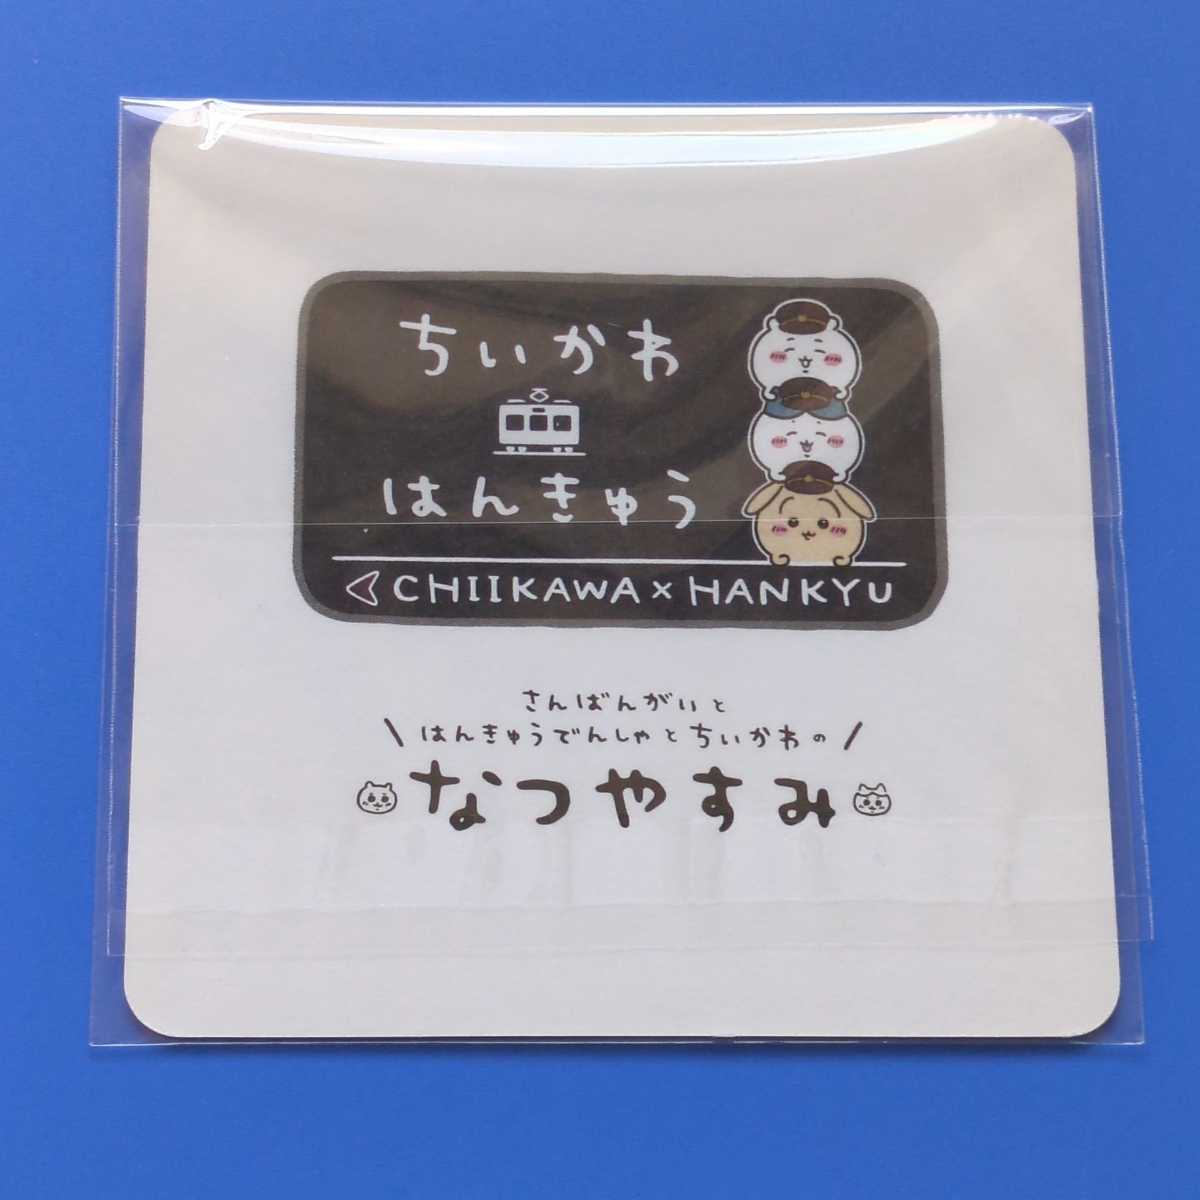 ちいかわ
はんきゅう
CHIIKAWA × HANKYU
さんばんがいと
\ はんきゅうでんしゃとちいかわの /
なつやすみ